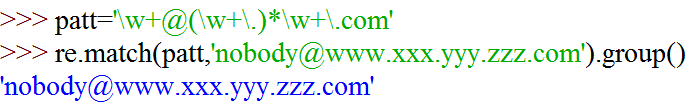 >>> patt='\w+@(\w+\.)*\w+\.com'
>>> re.match(patt,'nobody@www.xxx.yyy.zzz.com').group()
'nobody@www.xxx.yyy.zzz.com'